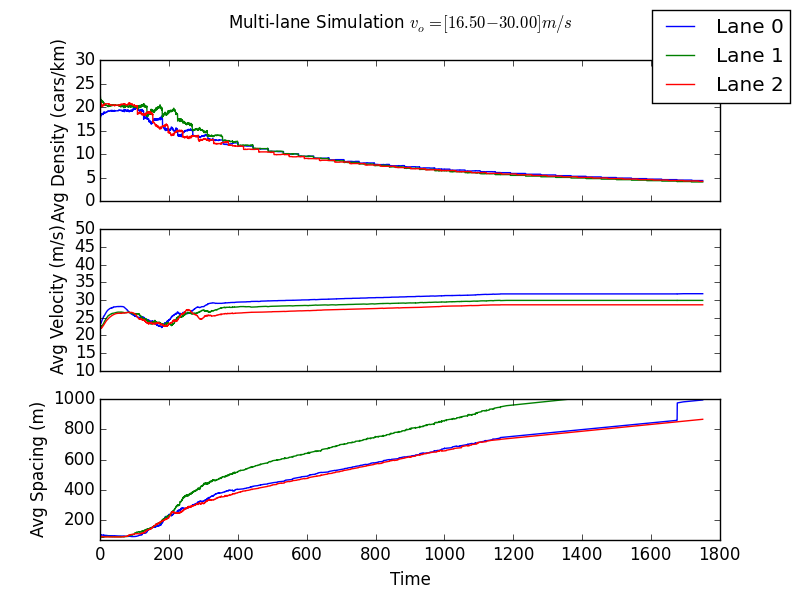 Multi-lane Simulation v_o = [16.50−30.00]m/s
Lane 0
Lane 1
Lane 2
Avg Density (cars/km)
30
25
20
15
10
5
0
Avg Velocity (m/s)
50
45
40
35
30
25
20
15
10
Avg Spacing (m)
1000
800
600
400
200
0 200 400 600 800 1000 1200 1400 1600 1800
Time